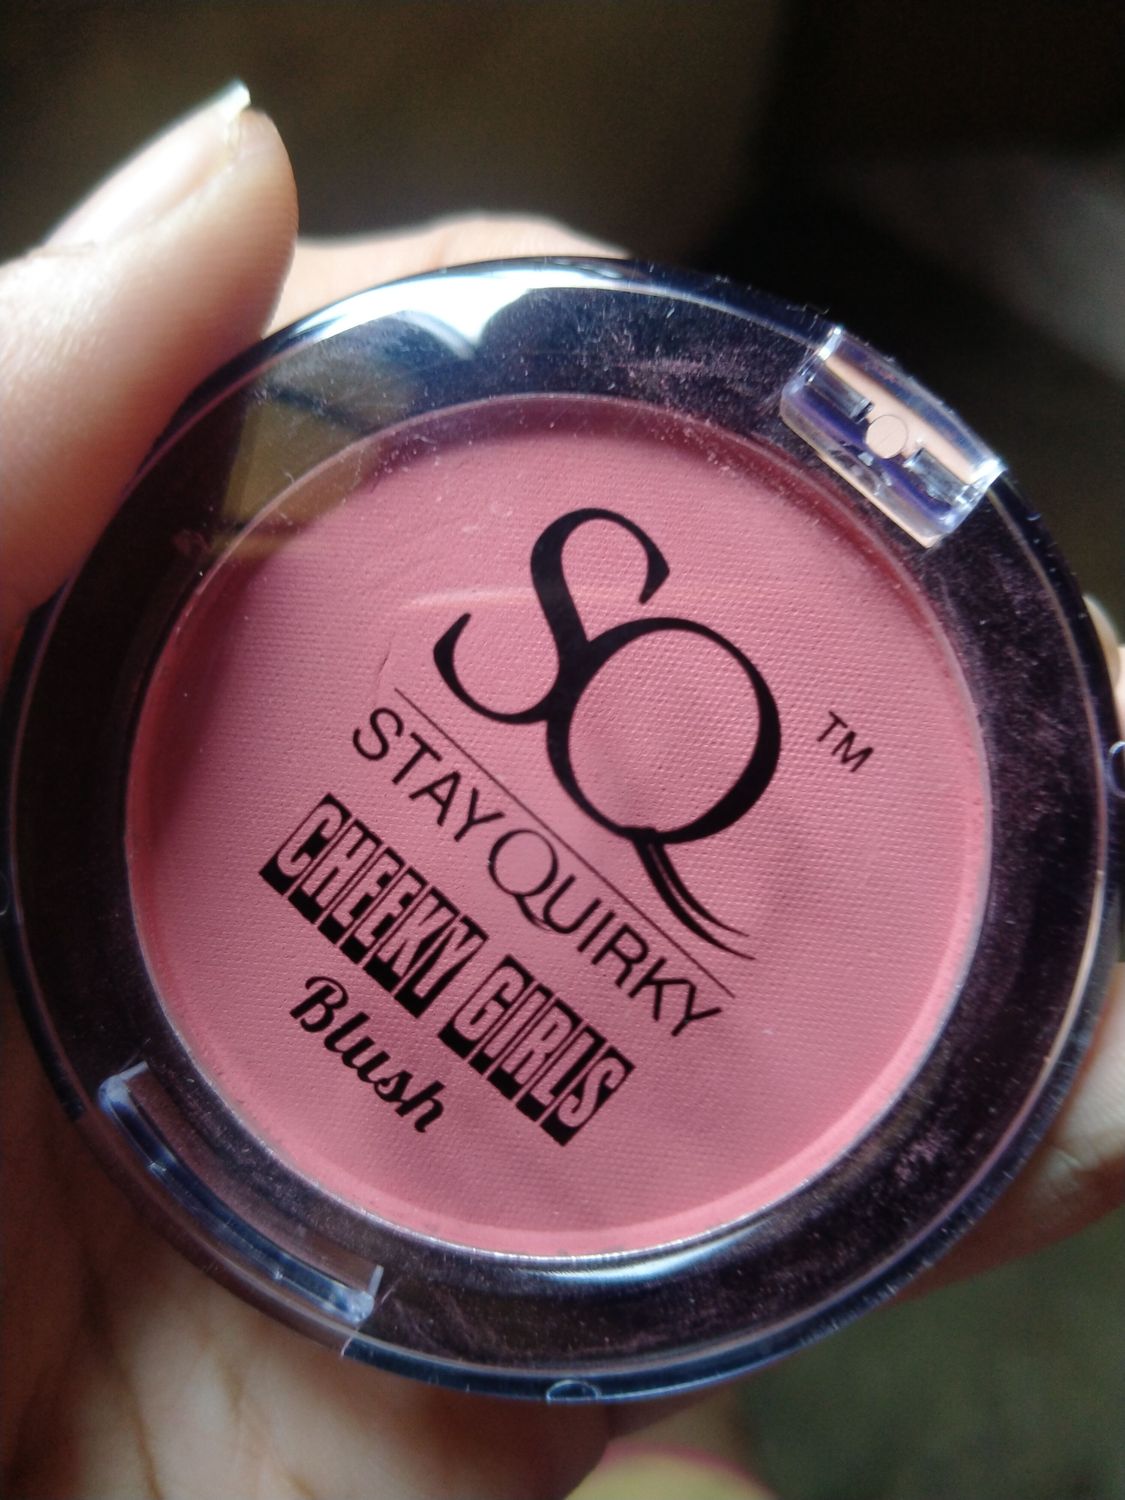 SQ ™
STAY QUIRKY
CHEEKY GIRLS
Blush